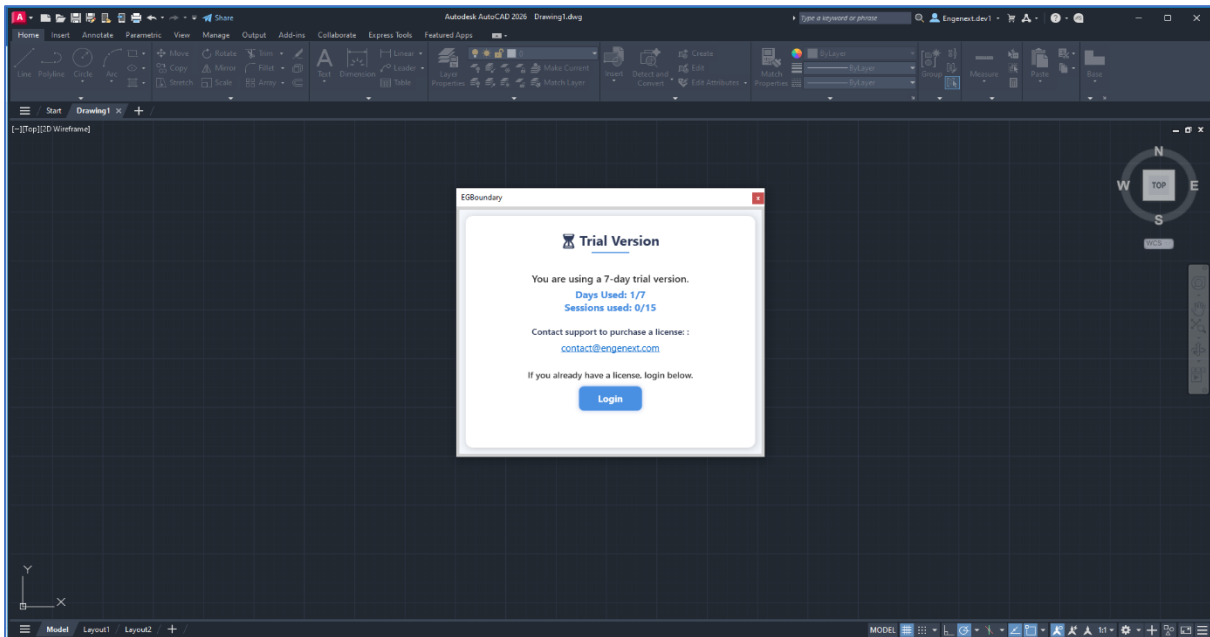 A Share Autodesk AutoCAD 2026 Drawing1.dwg Type a keyword or phrase Engenext.dev1
Home Insert Annotate Parametric View Manage Output Add-ins Collaborate Express Tools Featured Apps
Move Rotate Trim Linear Make Current Create ByLayer
Line Polyline Circle Arc Copy Mirror Fillet Text Dimension Leader Layer Properties Insert Detect and Convert Edit Match Properties ByLayer Group Measure Paste Base
Stretch Scale Array Table Match Layer Edit Attributes ByLayer
Start Drawing1
[−][Top][2D Wireframe]
N
W TOP E
S
WCS
EGBoundary
Trial Version
You are using a 7-day trial version.
Days Used: 1/7
Sessions used: 0/15
Contact support to purchase a license: :
contact@engenext.com
If you already have a license, login below.
Login
Y
X
Model Layout1 Layout2 MODEL 1:1